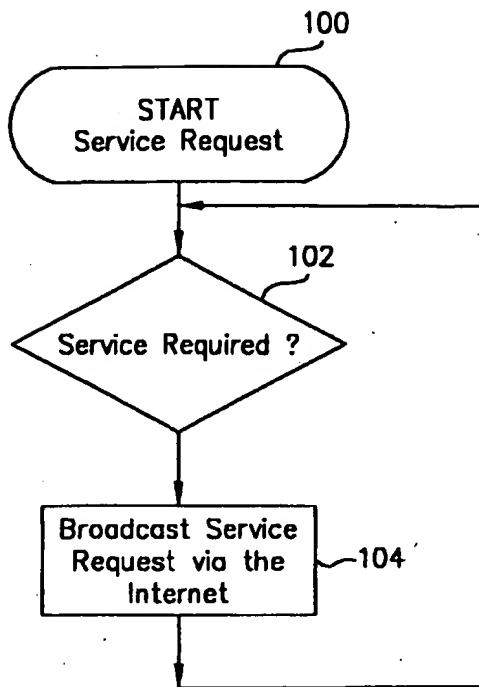 100
START
Service Request
102
Service Required ?
Broadcast Service
Request via the
Internet
104